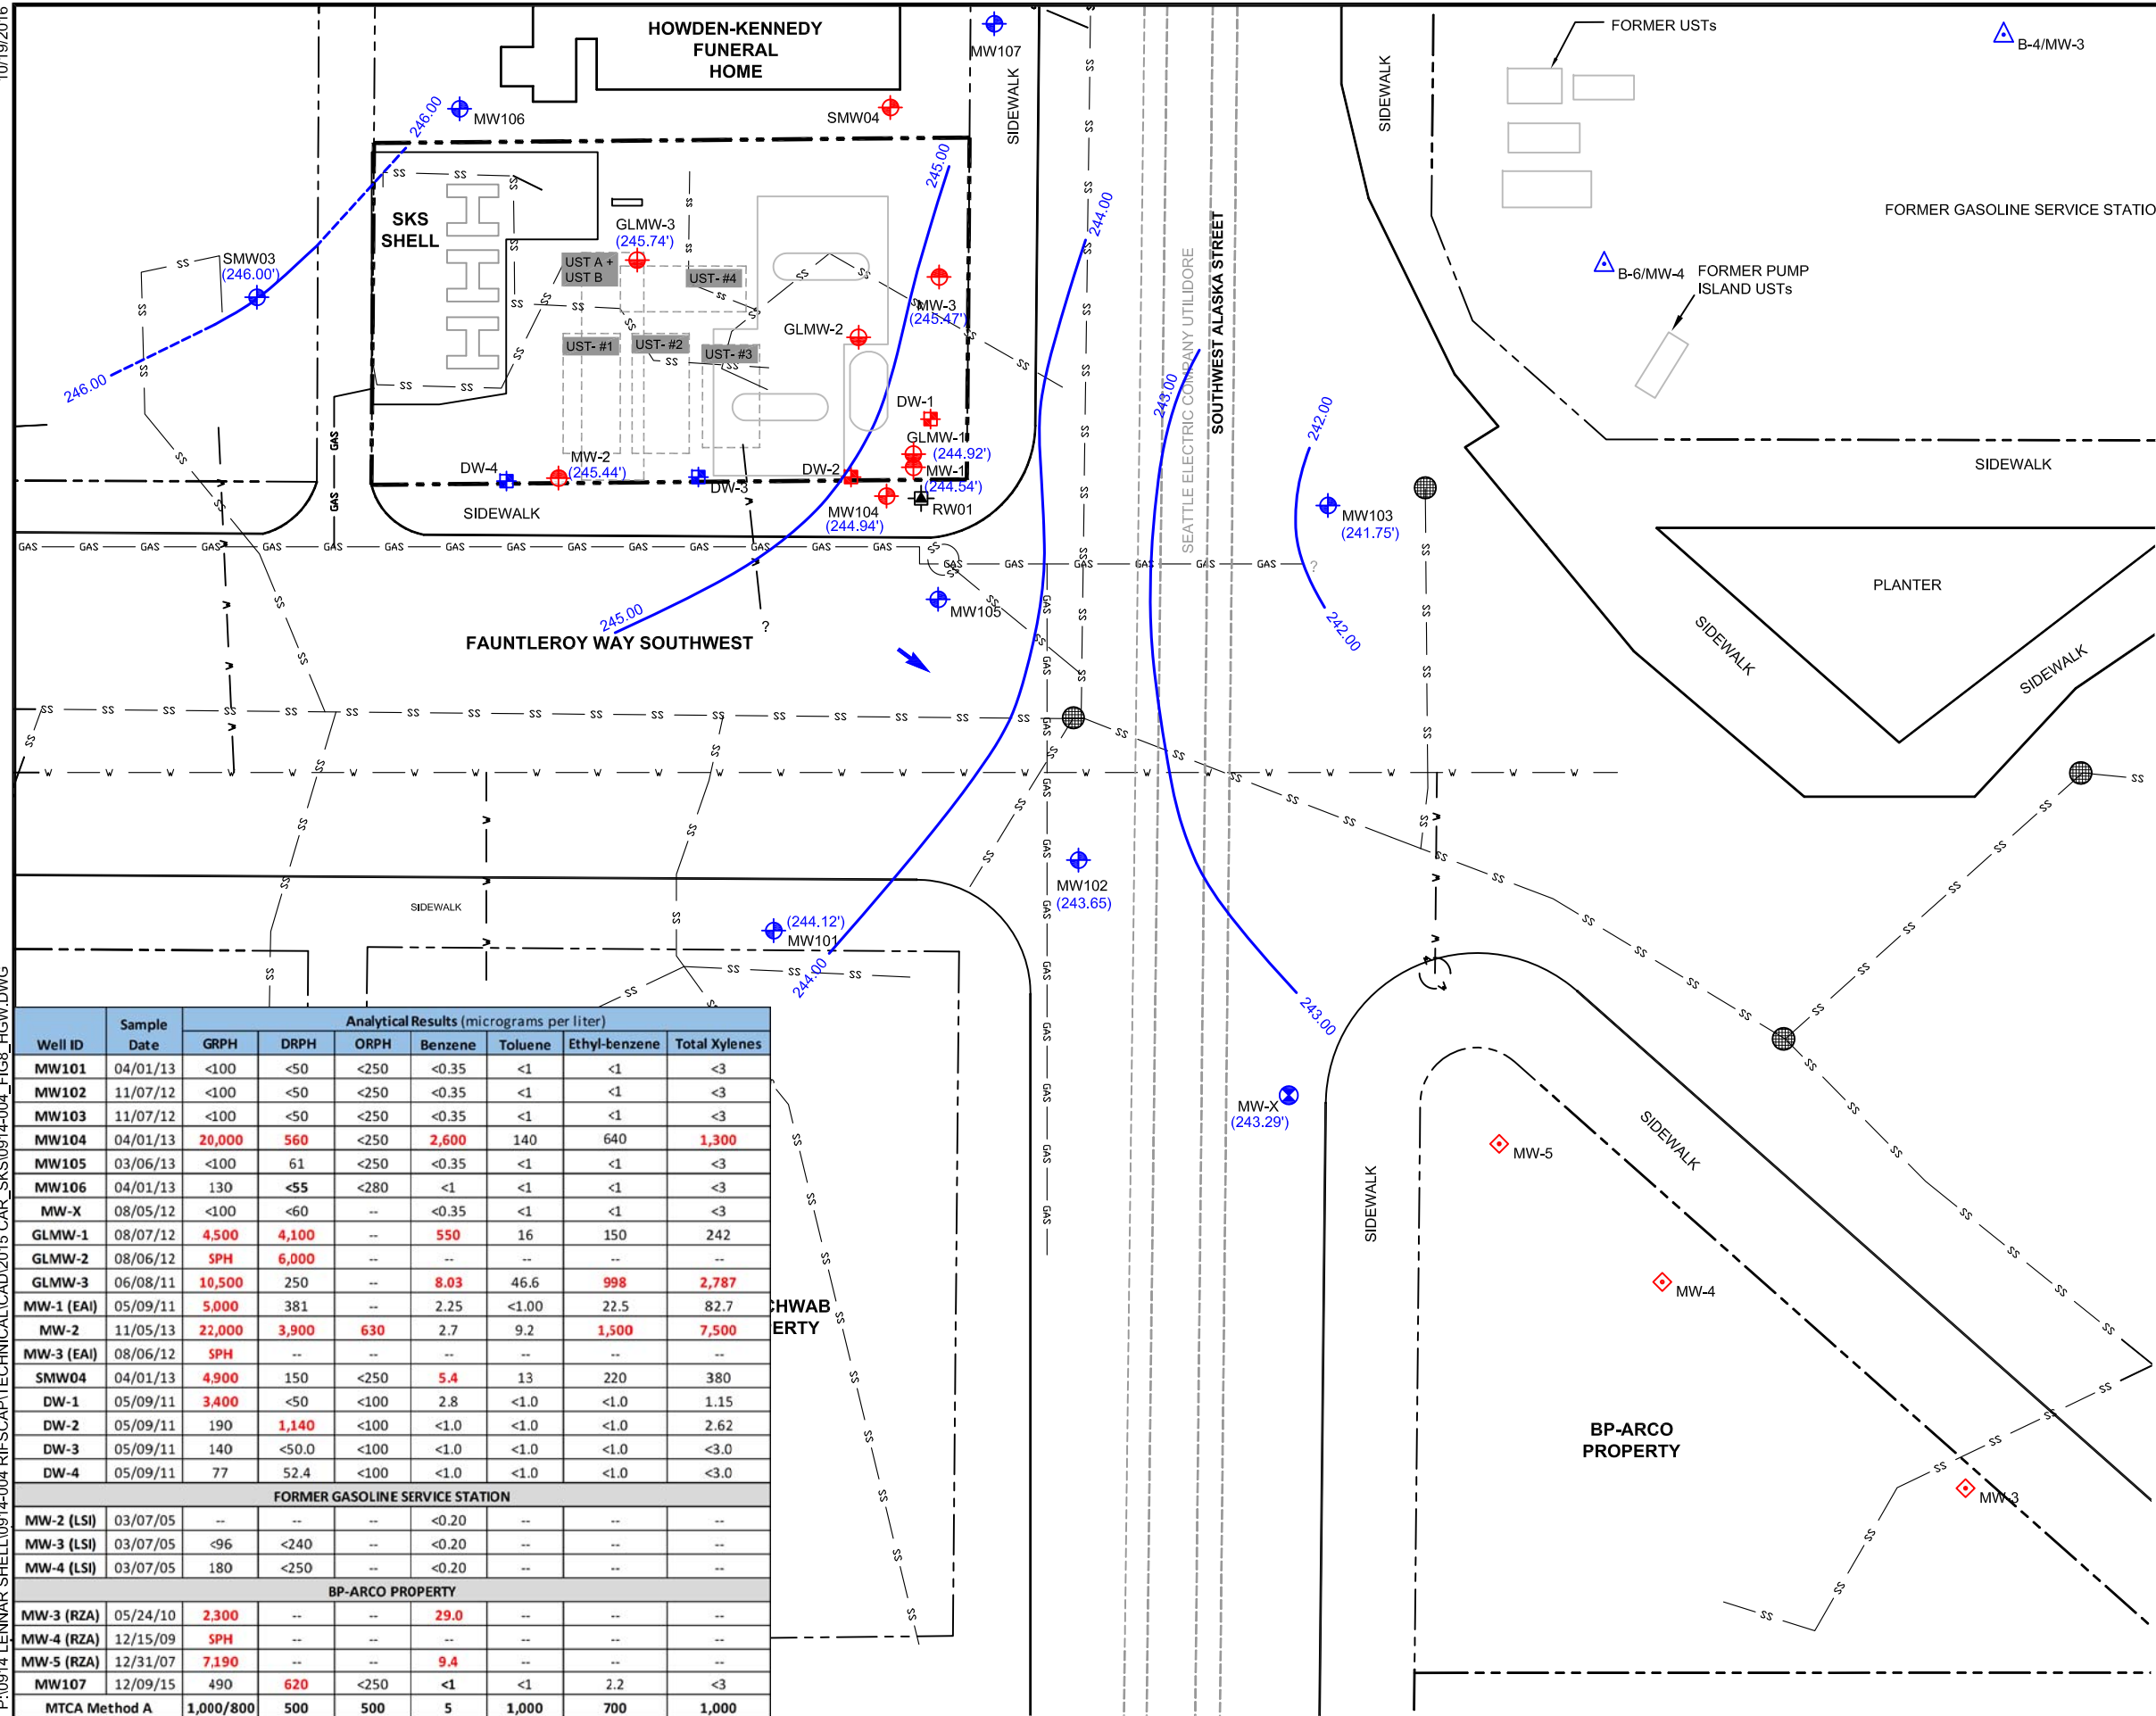 10/19/2016
P:\0914 LENNAR SHELL\0914-004 RIFSCAP\TECHNICAL\CAD\2015 CAR_SKS\0914-004_FIG8_HGW.DWG
HOWDEN-KENNEDY
FUNERAL
HOME
MW107
FORMER USTs
B-4/MW-3
MW106
SMW04
SIDEWALK
SIDEWALK
246.00
245.00
244.00
FORMER GASOLINE SERVICE STATIO
SKS
SHELL
GLMW-3
(245.74')
SMW03
(246.00')
UST A +
UST B
UST- #4
MW-3
(245.47')
B-6/MW-4
FORMER PUMP
ISLAND USTs
GLMW-2
UST- #1
UST- #2
UST- #3
246.00
SEATTLE ELECTRIC COMPANY UTILIDORE
SOUTHWEST ALASKA STREET
243.00
242.00
DW-1
GLMW-1
(244.92')
MW-1
(244.54')
DW-4
MW-2
(245.44')
DW-3
DW-2
MW104
(244.94')
RW01
SIDEWALK
SIDEWALK
MW103
(241.75')
GAS
SS
W
?
?
PLANTER
MW105
245.00
242.00
FAUNTLEROY WAY SOUTHWEST
SIDEWALK
SIDEWALK
MW102
(243.65)
SIDEWALK
(244.12')
MW101
244.00
243.00
MW-X
(243.29')
SIDEWALK
SIDEWALK
MW-5
MW-4
MW-3
CHWAB
ERTY
BP-ARCO
PROPERTY
Well ID Sample Date Analytical Results (micrograms per liter)
GRPH DRPH ORPH Benzene Toluene Ethyl-benzene Total Xylenes
MW101 04/01/13 <100 <50 <250 <0.35 <1 <1 <3
MW102 11/07/12 <100 <50 <250 <0.35 <1 <1 <3
MW103 11/07/12 <100 <50 <250 <0.35 <1 <1 <3
MW104 04/01/13 20,000 560 <250 2,600 140 640 1,300
MW105 03/06/13 <100 61 <250 <0.35 <1 <1 <3
MW106 04/01/13 130 <55 <280 <1 <1 <1 <3
MW-X 08/05/12 <100 <60 -- <0.35 <1 <1 <3
GLMW-1 08/07/12 4,500 4,100 -- 550 16 150 242
GLMW-2 08/06/12 SPH 6,000 -- -- -- -- --
GLMW-3 06/08/11 10,500 250 -- 8.03 46.6 998 2,787
MW-1 (EAI) 05/09/11 5,000 381 -- 2.25 <1.00 22.5 82.7
MW-2 11/05/13 22,000 3,900 630 2.7 9.2 1,500 7,500
MW-3 (EAI) 08/06/12 SPH -- -- -- -- -- --
SMW04 04/01/13 4,900 150 <250 5.4 13 220 380
DW-1 05/09/11 3,400 <50 <100 2.8 <1.0 <1.0 1.15
DW-2 05/09/11 190 1,140 <100 <1.0 <1.0 <1.0 2.62
DW-3 05/09/11 140 <50.0 <100 <1.0 <1.0 <1.0 <3.0
DW-4 05/09/11 77 52.4 <100 <1.0 <1.0 <1.0 <3.0
FORMER GASOLINE SERVICE STATION
MW-2 (LSI) 03/07/05 -- -- -- <0.20 -- -- --
MW-3 (LSI) 03/07/05 <96 <240 -- <0.20 -- -- --
MW-4 (LSI) 03/07/05 180 <250 -- <0.20 -- -- --
BP-ARCO PROPERTY
MW-3 (RZA) 05/24/10 2,300 -- -- 29.0 -- -- --
MW-4 (RZA) 12/15/09 SPH -- -- -- -- -- --
MW-5 (RZA) 12/31/07 7,190 -- -- 9.4 -- -- --
MW107 12/09/15 490 620 <250 <1 <1 2.2 <3
MTCA Method A 1,000/800 500 500 5 1,000 700 1,000